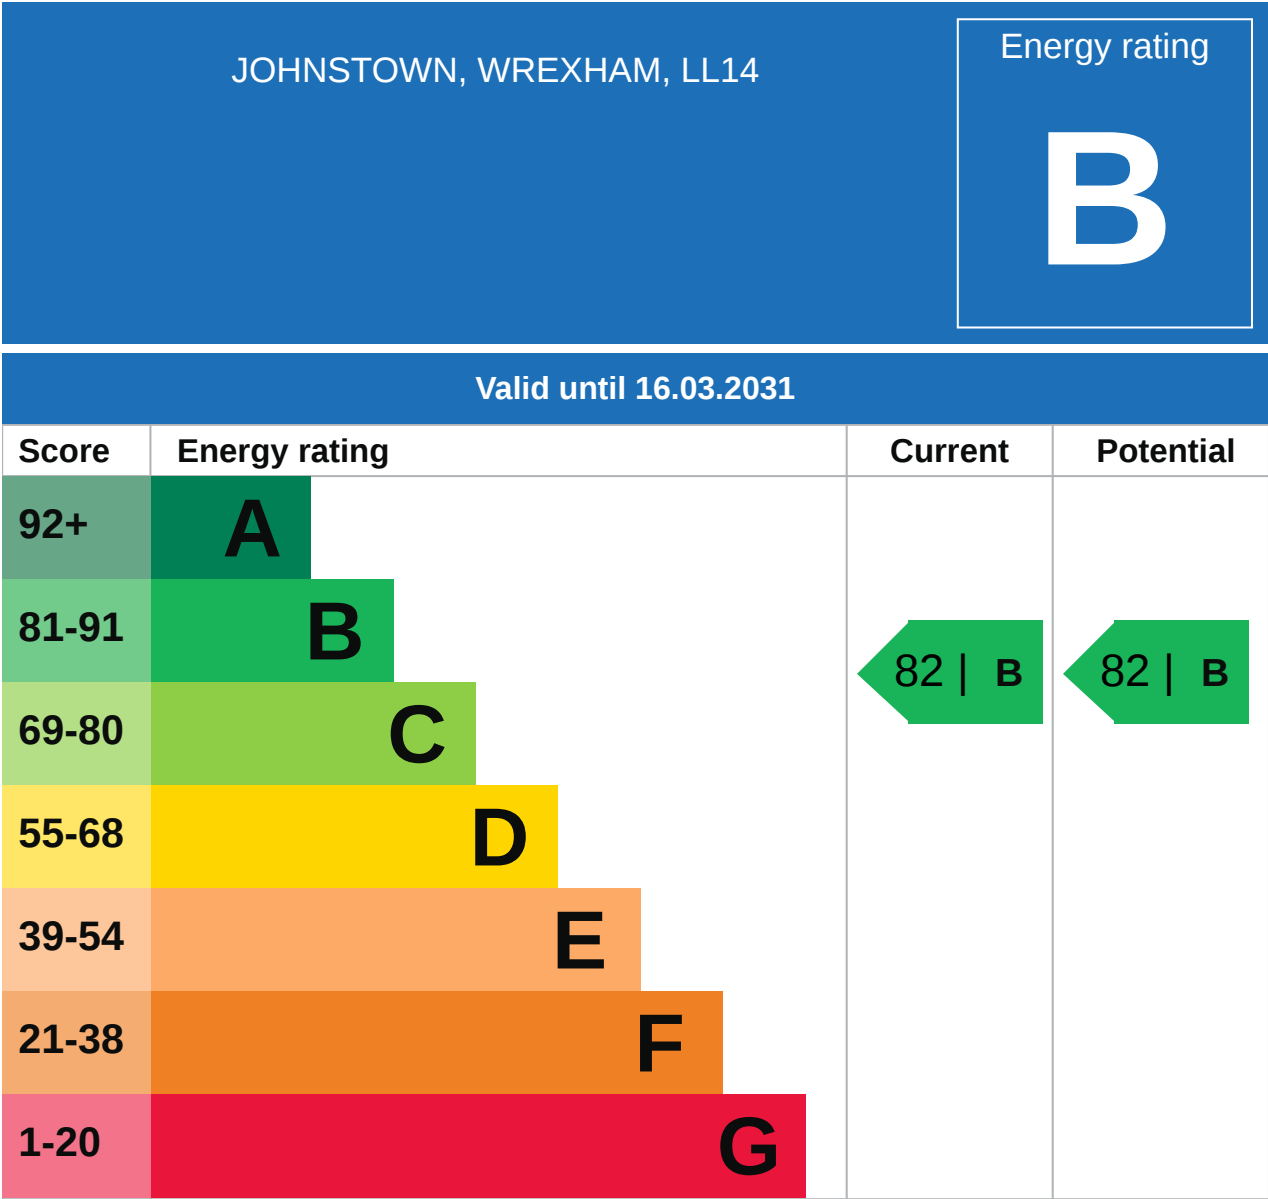 JOHNSTOWN, WREXHAM, LL14
Energy rating
B
Valid until 16.03.2031
Score Energy rating Current Potential
92+ A
81-91 B
82 | B 82 | B
69-80 C
55-68 D
39-54 E
21-38 F
1-20 G